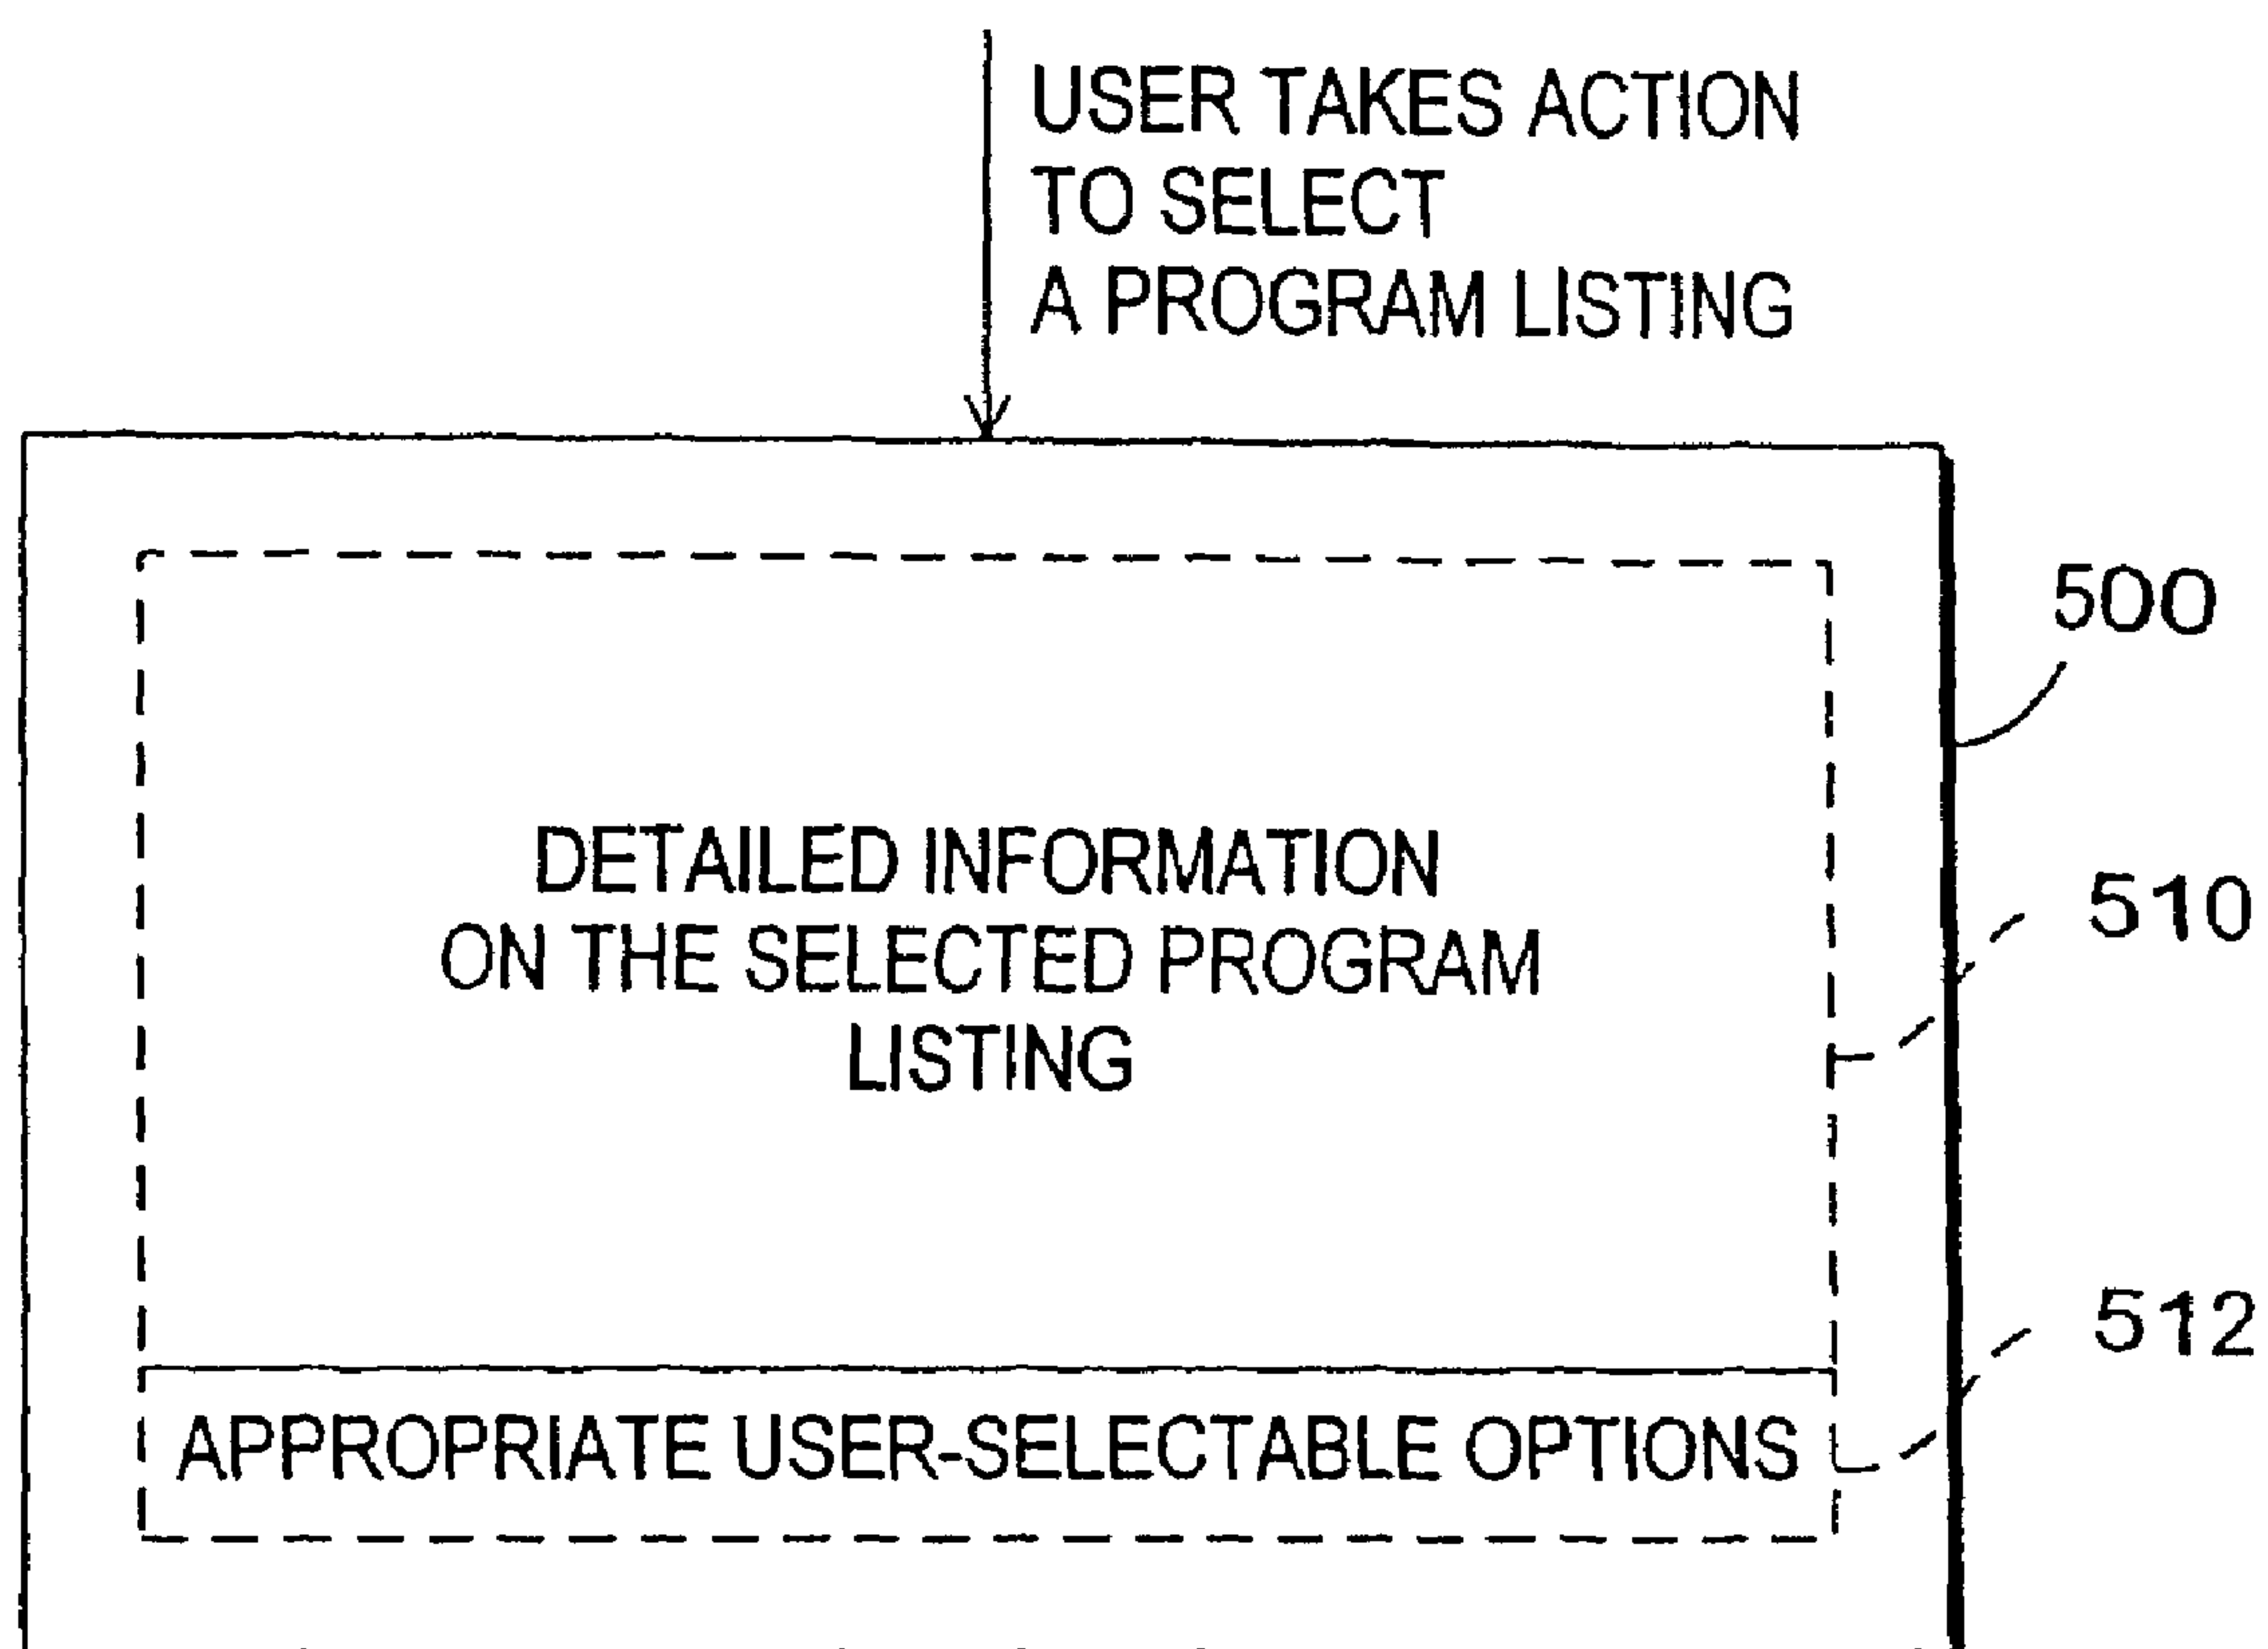 USER TAKES ACTION
TO SELECT
A PROGRAM LISTING
500
DETAILED INFORMATION
ON THE SELECTED PROGRAM
LISTING
510
512
APPROPRIATE USER-SELECTABLE OPTIONS